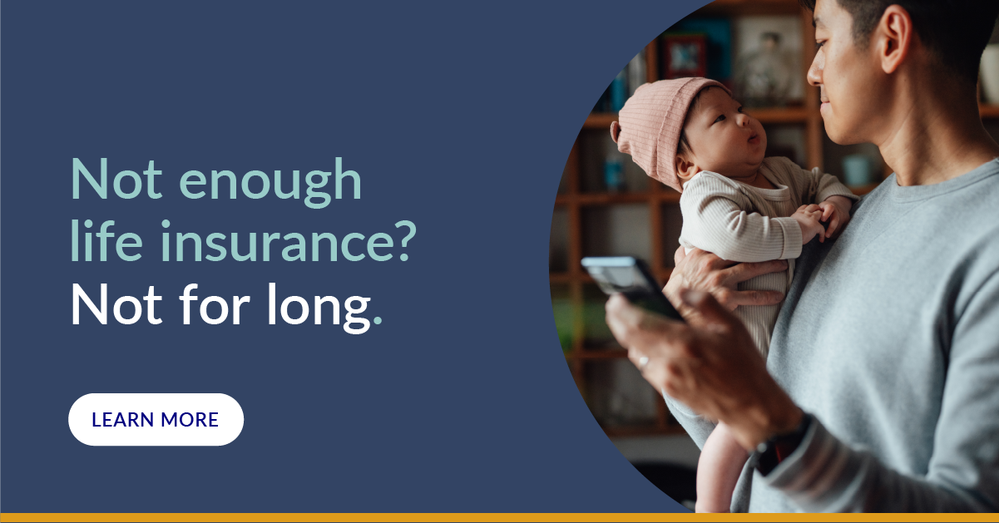 Not enough
life insurance?
Not for long.
LEARN MORE